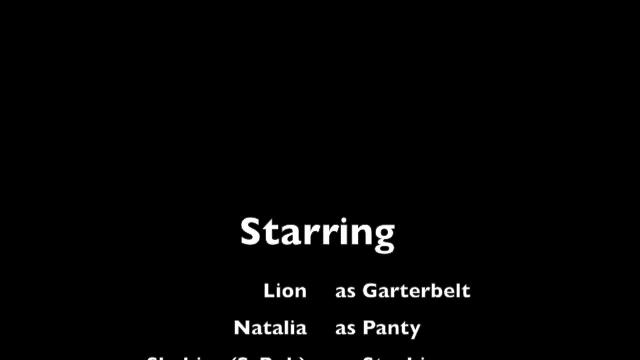 Starring
Lion as Garterbelt
Natalia as Panty